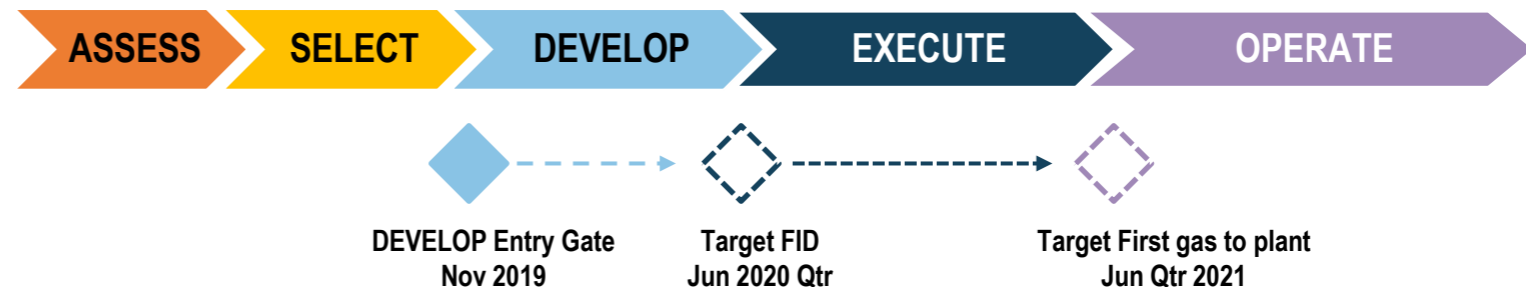 ASSESS
SELECT
DEVELOP
EXECUTE
OPERATE
DEVELOP Entry Gate
Nov 2019
Target FID
Jun 2020 Qtr
Target First gas to plant
Jun Qtr 2021